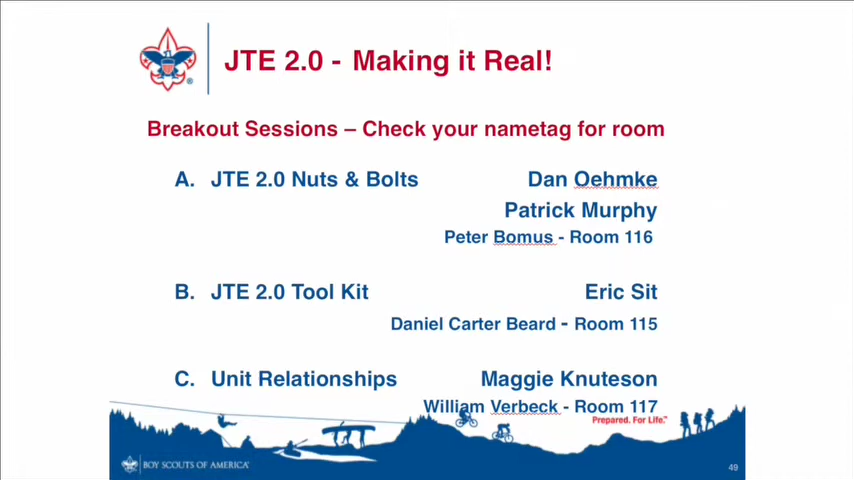 JTE 2.0 - Making it Real!
Breakout Sessions – Check your nametag for room
A. JTE 2.0 Nuts & Bolts Dan Oehmke
Patrick Murphy
Peter Bomus - Room 116
B. JTE 2.0 Tool Kit Eric Sit
Daniel Carter Beard - Room 115
C. Unit Relationships Maggie Knuteson
William Verbeck - Room 117
Prepared. For Life.™
BOY SCOUTS OF AMERICA®
49